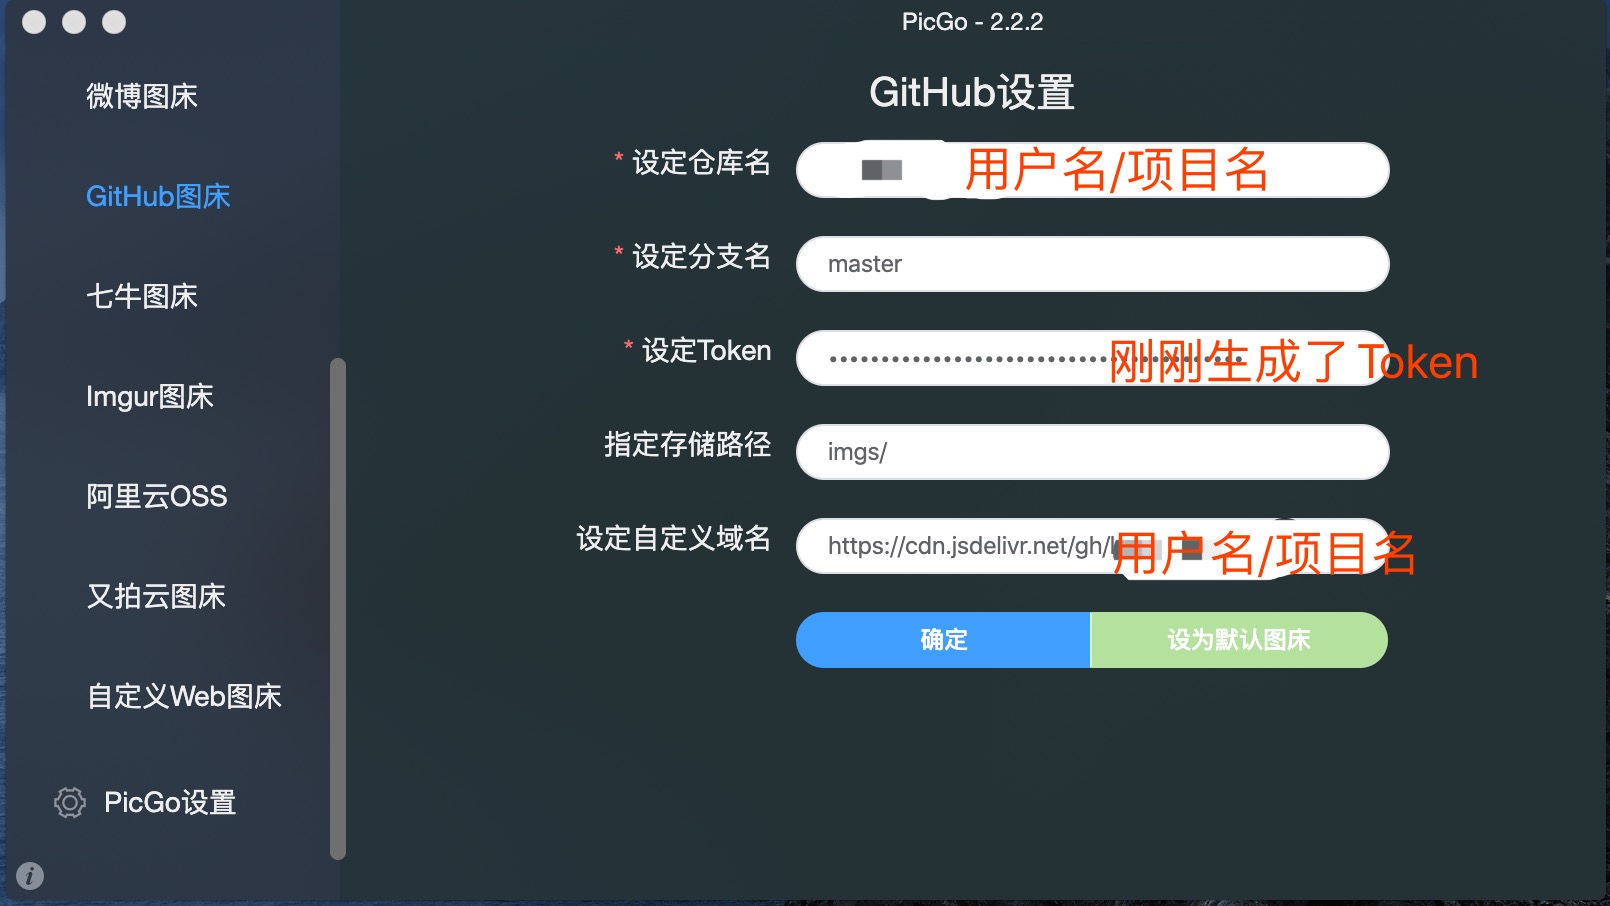 PicGo - 2.2.2
微博图床
GitHub图床
七牛图床
Imgur图床
阿里云OSS
又拍云图床
自定义Web图床
PicGo设置
GitHub设置
* 设定仓库名
用户名/项目名
* 设定分支名
master
* 设定Token
刚刚生成了Token
指定存储路径
imgs/
设定自定义域名
https://cdn.jsdelivr.net/gh/
用户名/项目名
确定
设为默认图床